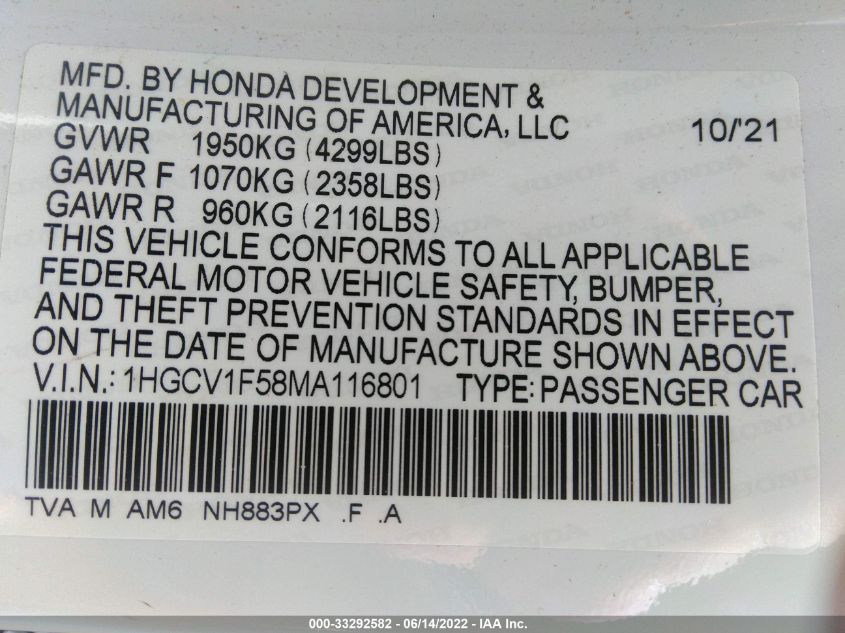 MFD. BY HONDA DEVELOPMENT &
MANUFACTURING OF AMERICA, LLC 10/'21
GVWR 1950KG (4299LBS)
GAWR F 1070KG (2358LBS)
GAWR R 960KG (2116LBS)
THIS VEHICLE CONFORMS TO ALL APPLICABLE
FEDERAL MOTOR VEHICLE SAFETY, BUMPER,
AND THEFT PREVENTION STANDARDS IN EFFECT
ON THE DATE OF MANUFACTURE SHOWN ABOVE.
V.I.N.: 1HGCV1F58MA116801 TYPE: PASSENGER CAR
TVA M AM6 NH883PX .F .A
000-33292582 - 06/14/2022 - IAA Inc.